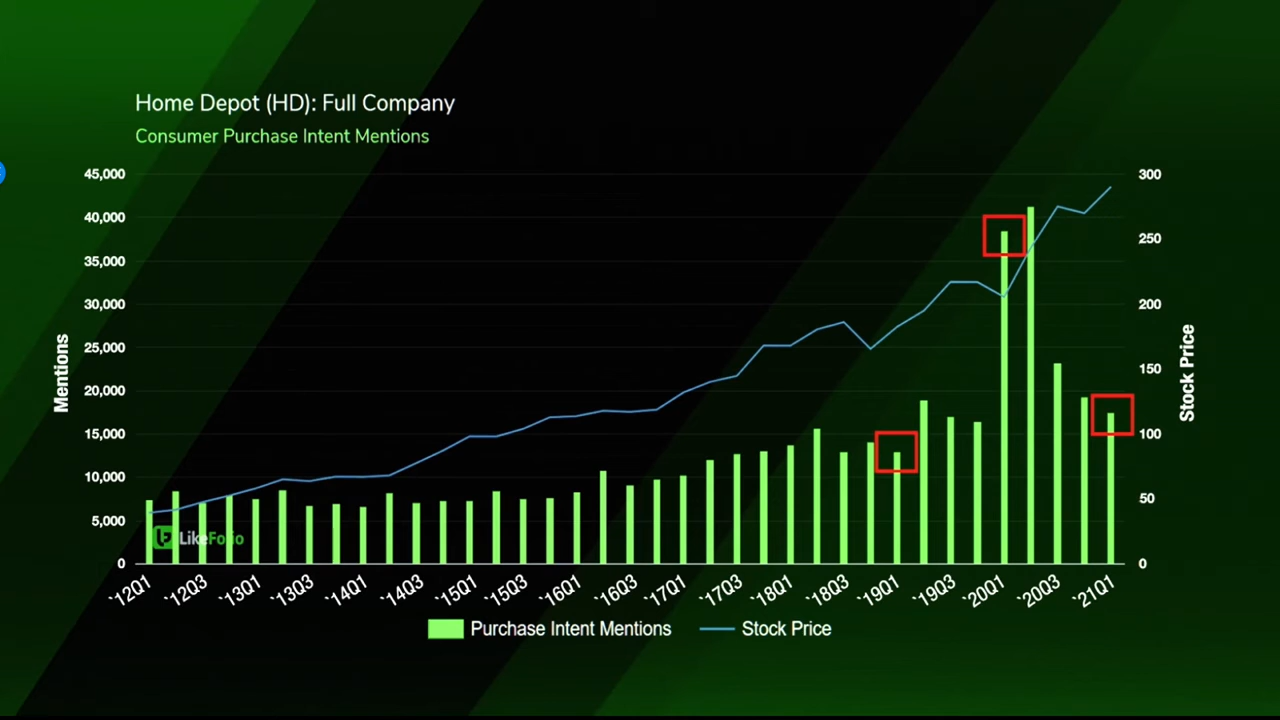 Home Depot (HD): Full Company
Consumer Purchase Intent Mentions
45,000
40,000
35,000
30,000
25,000
20,000
15,000
10,000
5,000
0
Mentions
300
250
200
150
100
50
0
Stock Price
LikeFolio
`12Q1 `12Q3 `13Q1 `13Q3 `14Q1 `14Q3 `15Q1 `15Q3 `16Q1 `16Q3 `17Q1 `17Q3 `18Q1 `18Q3 `19Q1 `19Q3 `20Q1 `20Q3 `21Q1
Purchase Intent Mentions Stock Price